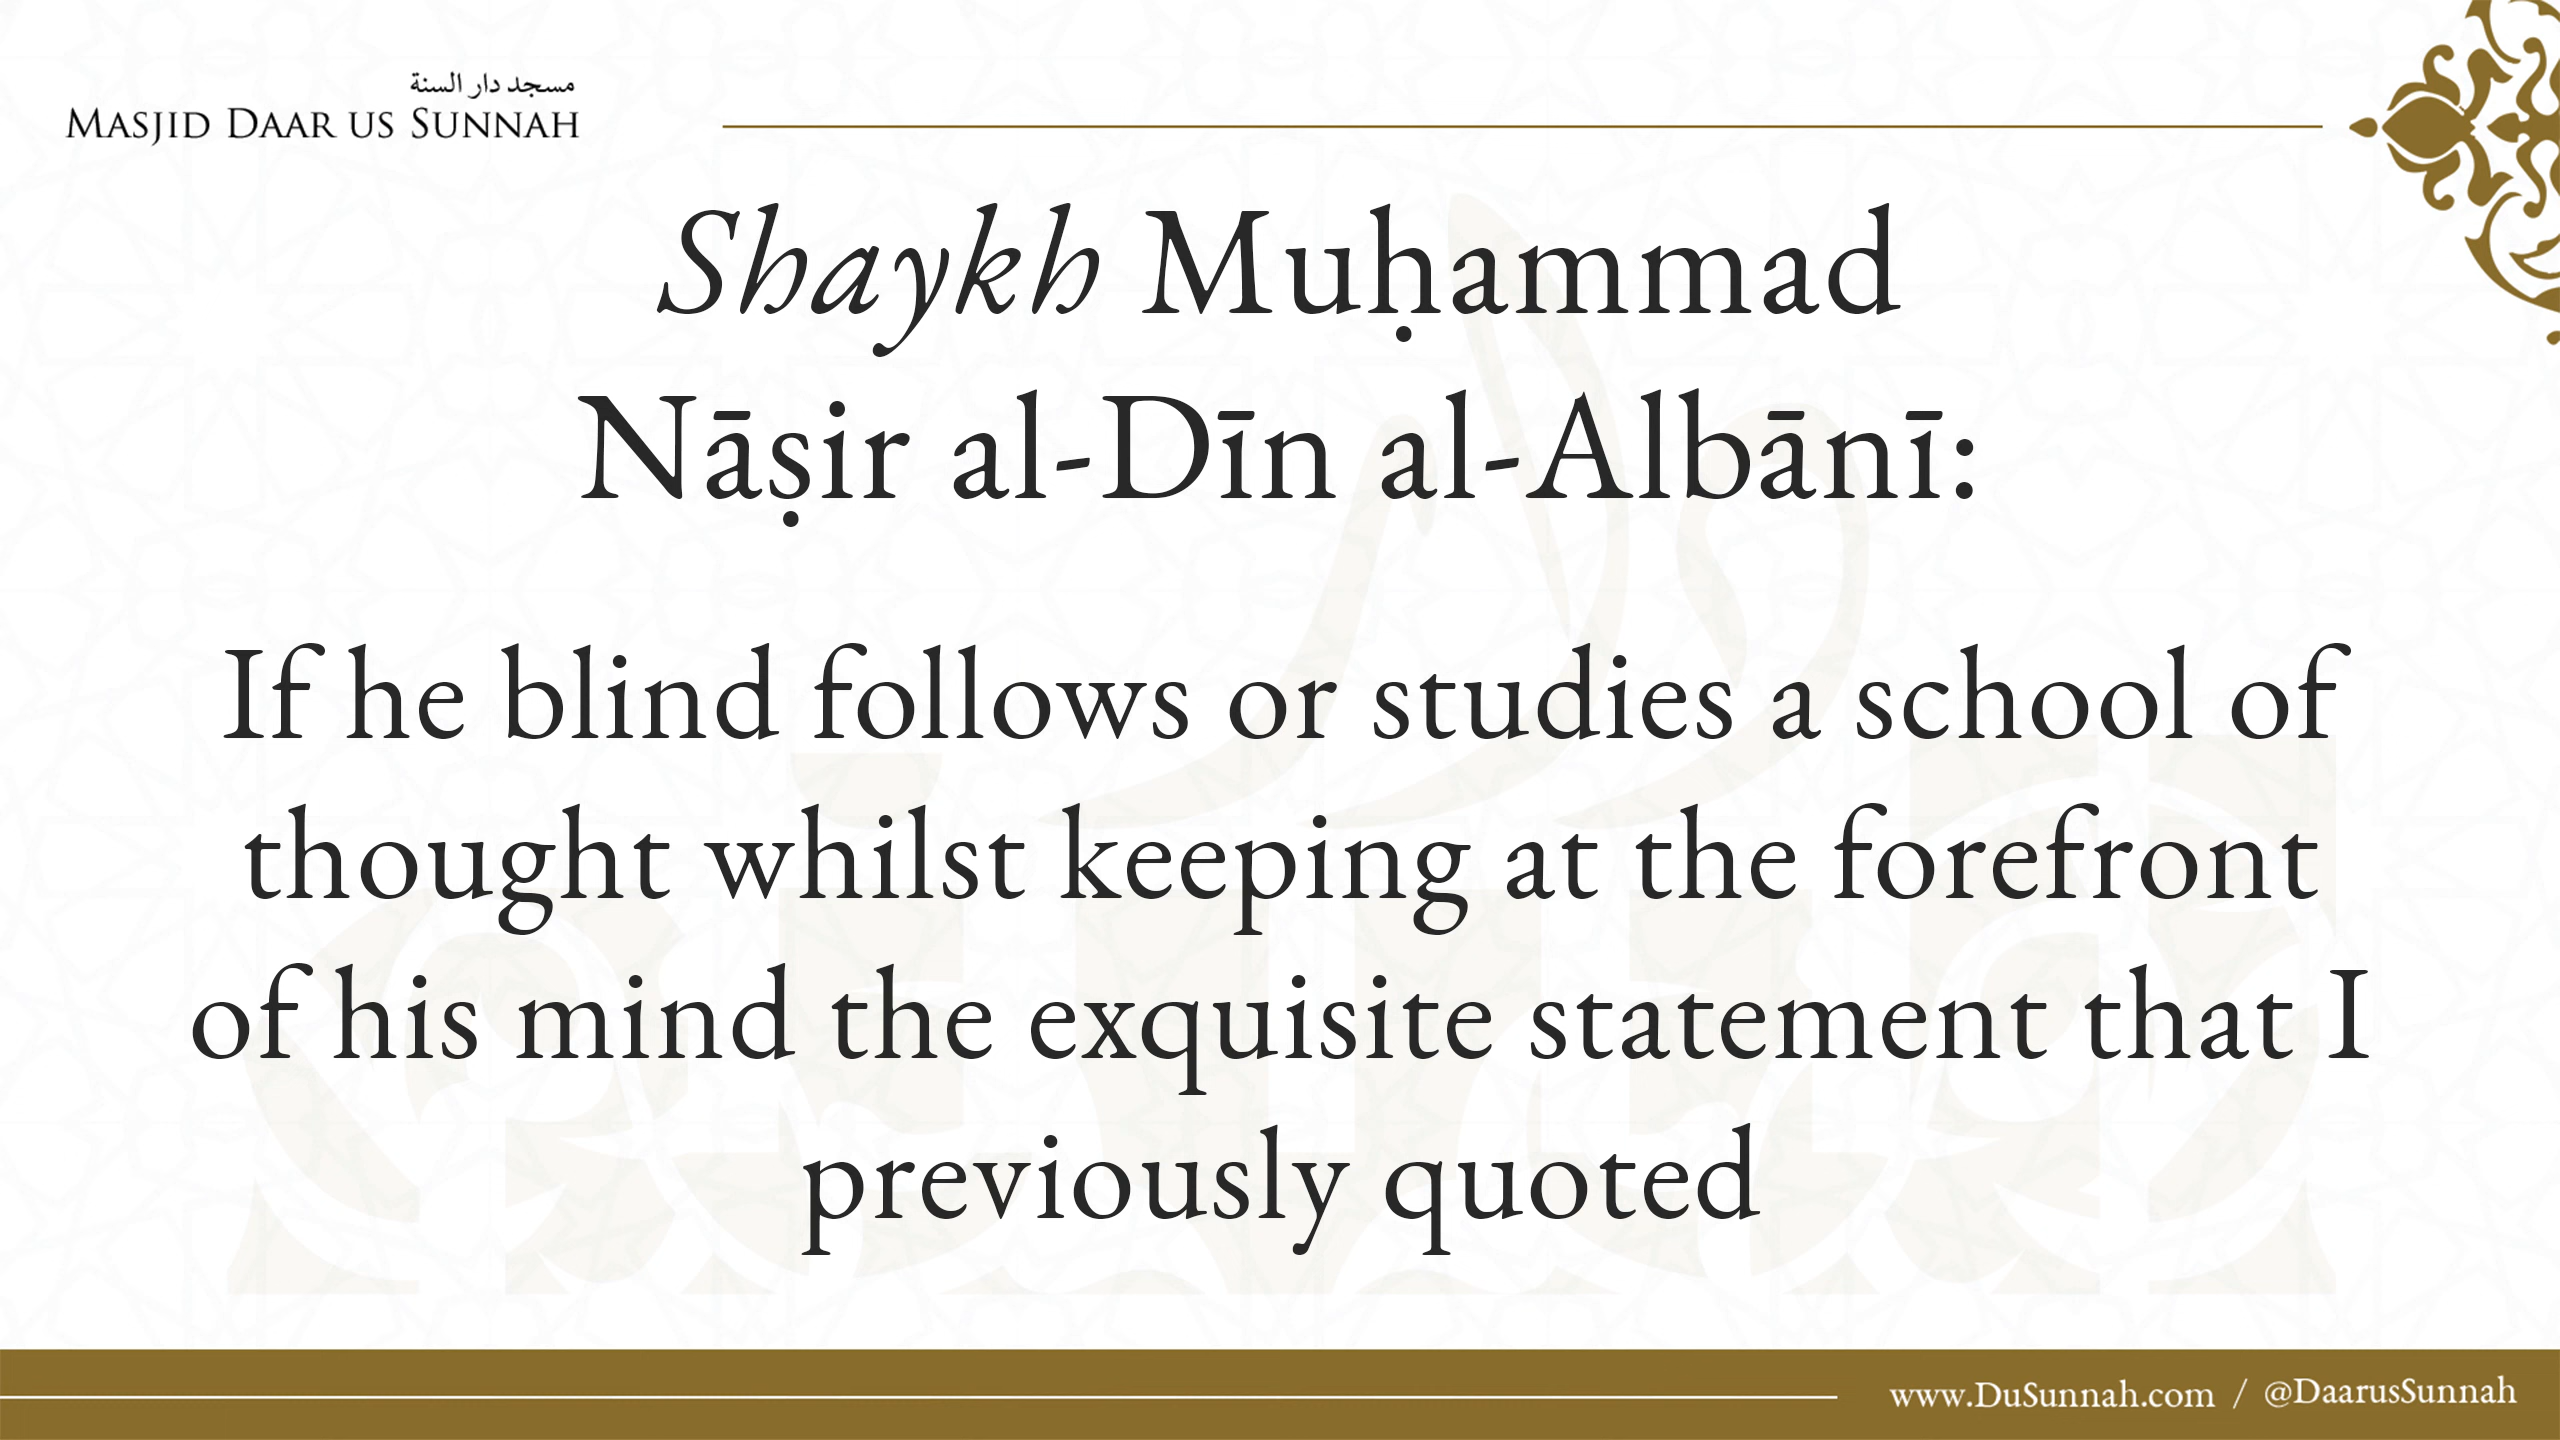 مسجد دار السنة
MASJID DAAR US SUNNAH
Shaykh Muḥammad
Nāṣir al-Dīn al-Albānī:
If he blind follows or studies a school of
thought whilst keeping at the forefront
of his mind the exquisite statement that I
previously quoted
www.DuSunnah.com / @DaarusSunnah